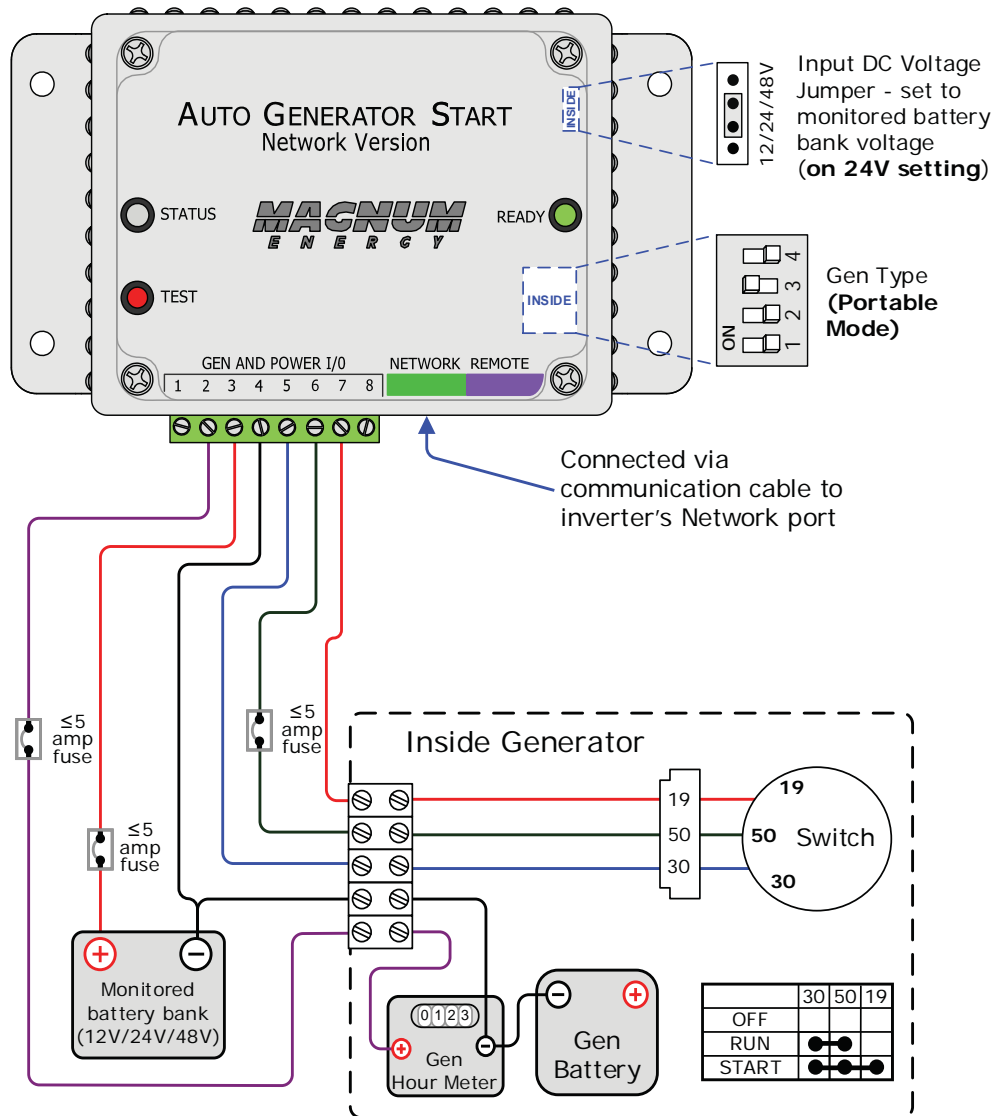 AUTO GENERATOR START
Network Version
INSIDE
12/24/48V
Input DC Voltage
Jumper - set to
monitored battery
bank voltage
(on 24V setting)
STATUS
MAGNUM
ENERGY
READY
TEST
INSIDE
ON
1 2 3 4
Gen Type
(Portable
Mode)
GEN AND POWER I/0
1 2 3 4 5 6 7 8
NETWORK REMOTE
Connected via
communication cable to
inverter's Network port
≤5
amp
fuse
≤5
amp
fuse
≤5
amp
fuse
Inside Generator
19
50
30
19
50
30
Switch
+
−
Monitored
battery bank
(12V/24V/48V)
0123
+
−
Gen
Hour Meter
−
+
Gen
Battery
30 50 19
OFF
RUN
START